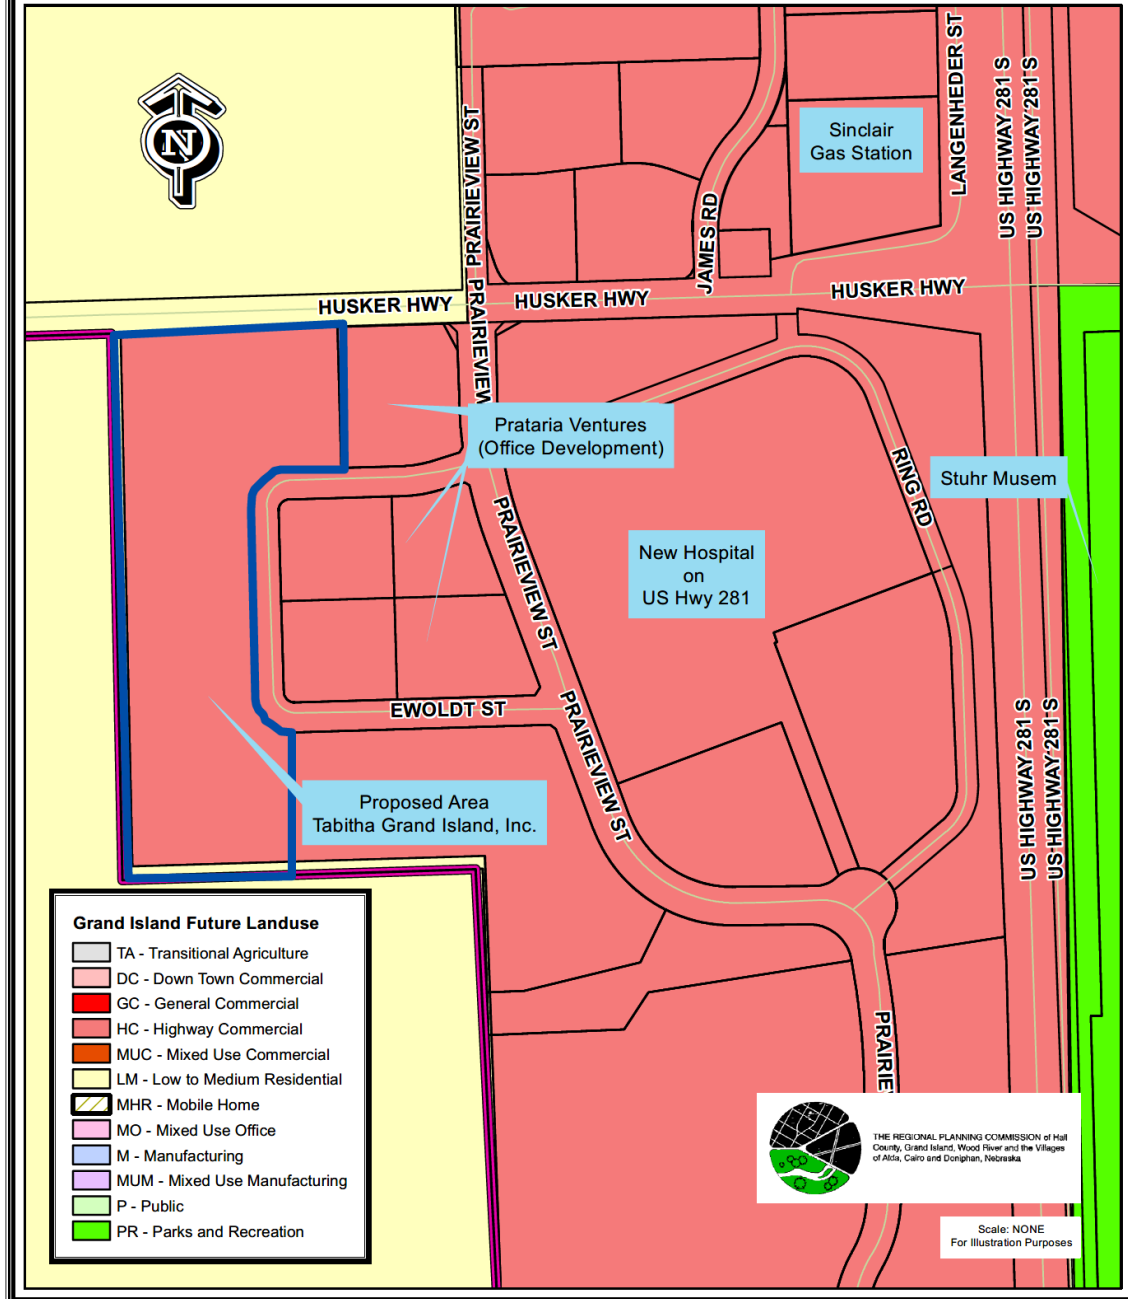 N
PRAIRIEVIEW ST
PRAIRIEVIEW
JAMES RD
LANGENHEDER ST
US HIGHWAY 281 S
US HIGHWAY 281 S
Sinclair
Gas Station
HUSKER HWY
HUSKER HWY
HUSKER HWY
Prataria Ventures
(Office Development)
RING RD
Stuhr Musem
PRAIRIEVIEW ST
New Hospital
on
US Hwy 281
EWOLDT ST
PRAIRIEVIEW ST
US HIGHWAY 281 S
US HIGHWAY 281 S
Proposed Area
Tabitha Grand Island, Inc.
PRAIRIE
Grand Island Future Landuse
TA - Transitional Agriculture
DC - Down Town Commercial
GC - General Commercial
HC - Highway Commercial
MUC - Mixed Use Commercial
LM - Low to Medium Residential
MHR - Mobile Home
MO - Mixed Use Office
M - Manufacturing
MUM - Mixed Use Manufacturing
P - Public
PR - Parks and Recreation
THE REGIONAL PLANNING COMMISSION of Hall
County, Grand Island, Wood River and the Villages
of Alda, Cairo and Doniphan, Nebraska
Scale: NONE
For Illustration Purposes